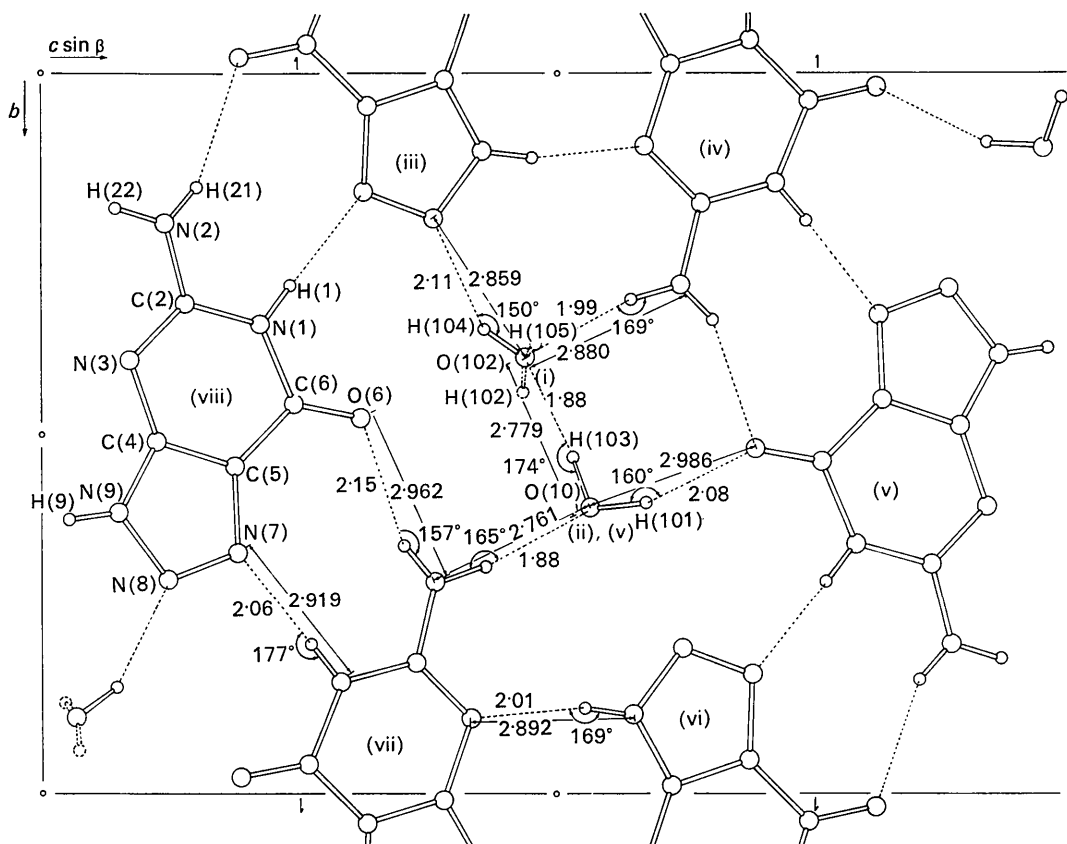 c sin β
b
1
1
(iii)
(iv)
H(22)
H(21)
N(2)
2·11
2·859
H(1)
C(2)
N(1)
150°
1·99
H(104)
H(105)
169°
N(3)
O(102)
2·880
(i)
C(6)
O(6)
H(102)
1·88
(viii)
2·779
C(4)
H(103)
C(5)
174°
160°
2·986
(v)
2·15
2·962
O(10)
2·08
H(9)
N(9)
2·761
H(101)
N(7)
157°
165°
(ii), (v)
1·88
N(8)
2·06
2·919
177°
2·01
2·892
169°
(vi)
(vii)